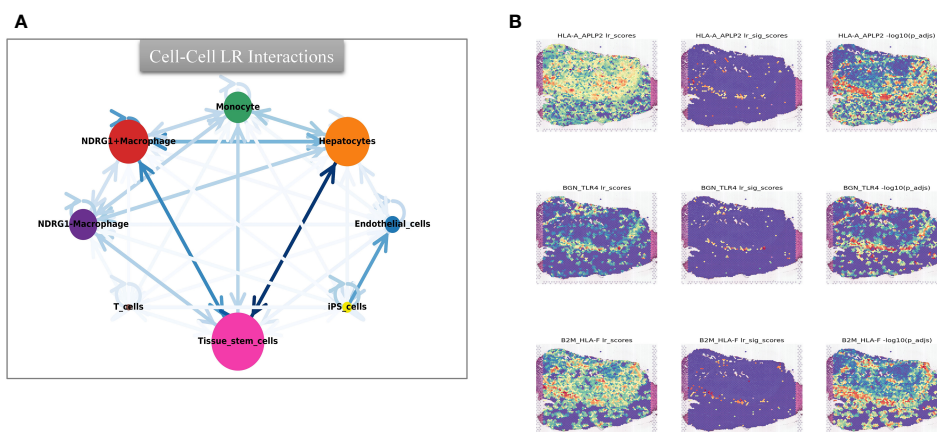 A
Cell-Cell LR Interactions
Monocyte
NDRG1+Macrophage
Hepatocytes
NDRG1-Macrophage
Endothelial_cells
T_cells
iPS_cells
Tissue_stem_cells
B
HLA-A_APLP2 lr_scores
HLA-A_APLP2 lr_sig_scores
HLA-A_APLP2 -log10(p_adjs)
BGN_TLR4 lr_scores
BGN_TLR4 lr_sig_scores
BGN_TLR4 -log10(p_adjs)
B2M_HLA-F lr_scores
B2M_HLA-F lr_sig_scores
B2M_HLA-F -log10(p_adjs)